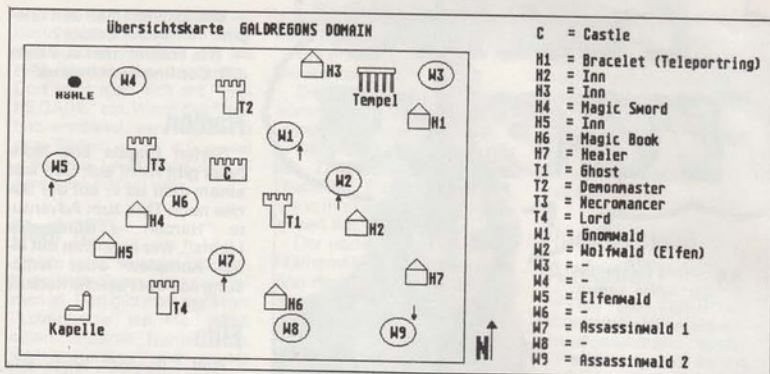 Übersichtskarte GALDREGONS DOMAIN
H3
W3
W4
HÖHLE
T2
Tempel
H1
W1
W5
T3
C
W2
W6
H4
T1
H2
H5
W7
H7
T4
H6
Kapelle
W8
W9
N
C = Castle
H1 = Bracelet (Teleportring)
H2 = Inn
H3 = Inn
H4 = Magic Sword
H5 = Inn
H6 = Magic Book
H7 = Healer
T1 = Ghost
T2 = Demonmaster
T3 = Necromancer
T4 = Lord
W1 = Gnomwald
W2 = Wolfwald (Elfen)
W3 = -
W4 = -
W5 = Elfenwald
W6 = -
W7 = Assassinwald 1
W8 = -
W9 = Assassinwald 2